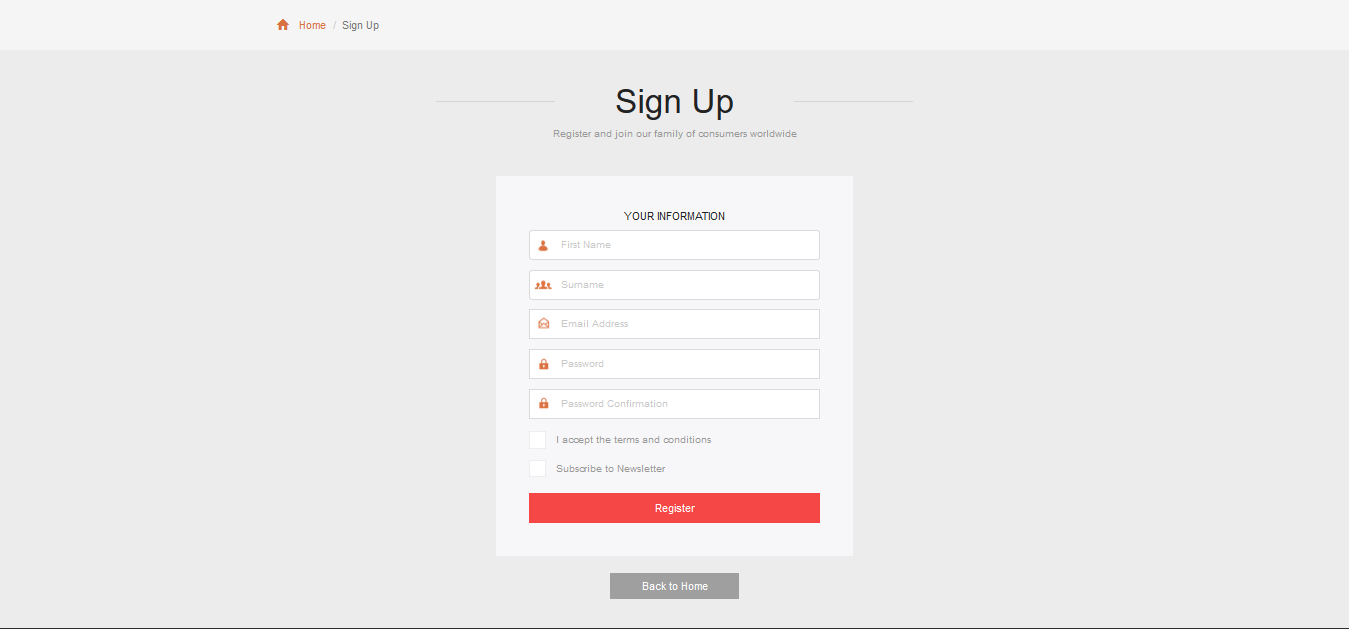 Home / Sign Up
Sign Up
Register and join our family of consumers worldwide
YOUR INFORMATION
First Name
Surname
Email Address
Password
Password Confirmation
I accept the terms and conditions
Subscribe to Newsletter
Register
Back to Home